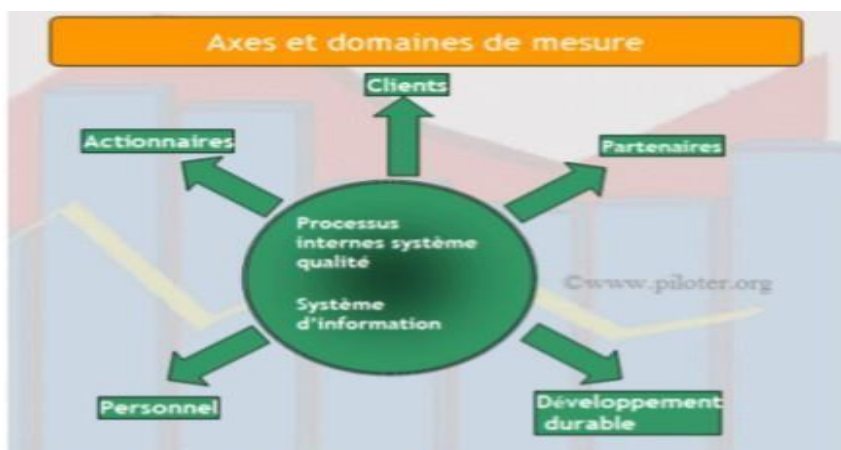 Axes et domaines de mesure
Clients
Actionnaires
Partenaires
Processus
internes système
qualité
Système
d'information
©www.piloter.org
Personnel
Développement
durable